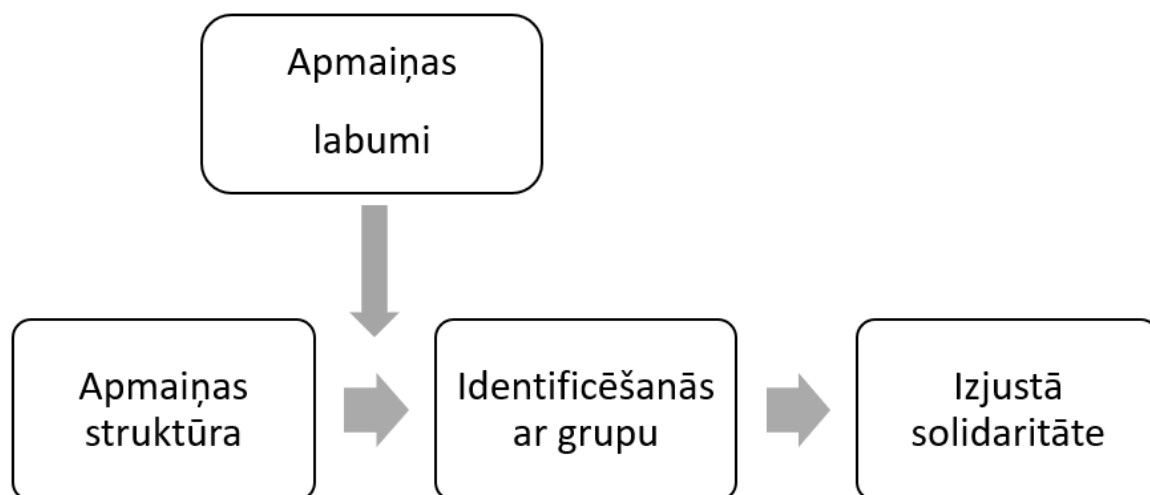 Apmaiņas
labumi
Apmaiņas
struktūra
Identificēšanās
ar grupu
Izjustā
solidaritāte